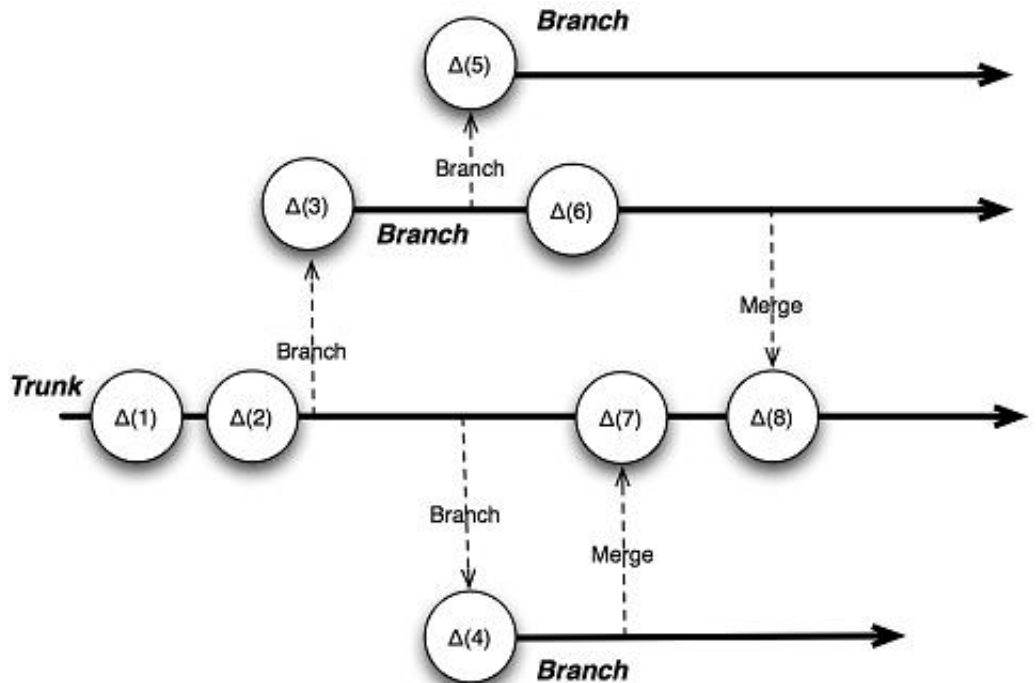 Branch
Δ(5)
Branch
Δ(3)
Δ(6)
Branch
Merge
Branch
Trunk
Δ(1)
Δ(2)
Δ(7)
Δ(8)
Branch
Merge
Δ(4)
Branch